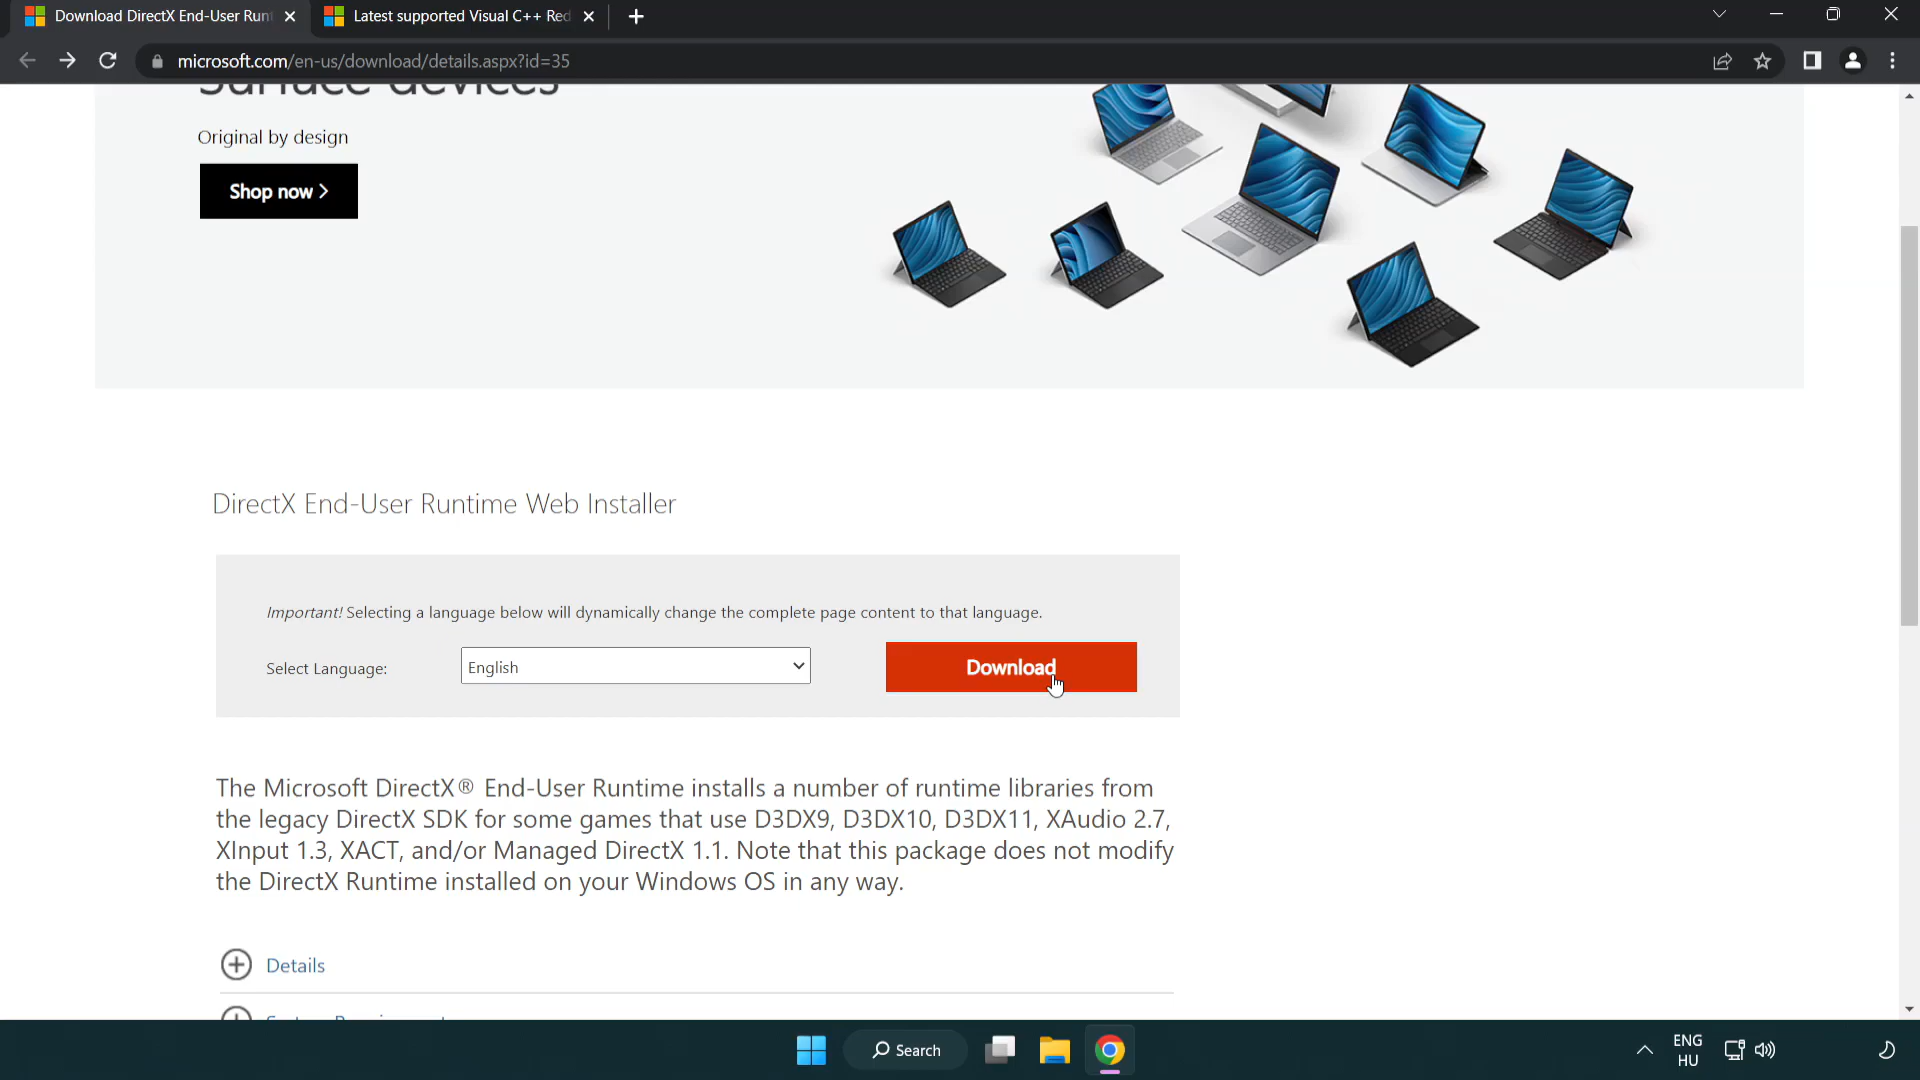 Download DirectX End-User Runt
Latest supported Visual C++ Red
microsoft.com/en-us/download/details.aspx?id=35
Surface devices
Original by design
Shop now
DirectX End-User Runtime Web Installer
Important! Selecting a language below will dynamically change the complete page content to that language.
Select Language:
English
Download
The Microsoft DirectX® End-User Runtime installs a number of runtime libraries from
the legacy DirectX SDK for some games that use D3DX9, D3DX10, D3DX11, XAudio 2.7,
XInput 1.3, XACT, and/or Managed DirectX 1.1. Note that this package does not modify
the DirectX Runtime installed on your Windows OS in any way.
Details
Search
ENG
HU